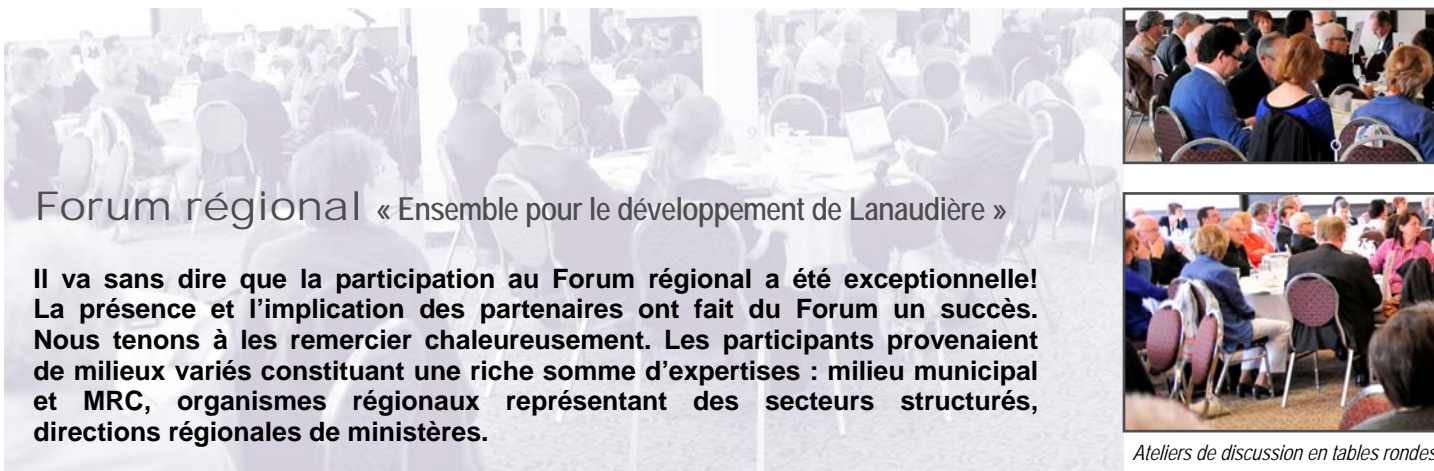 Forum régional « Ensemble pour le développement de Lanaudière »
Il va sans dire que la participation au Forum régional a été exceptionnelle!
La présence et l’implication des partenaires ont fait du Forum un succès.
Nous tenons à les remercier chaleureusement. Les participants provenaient
de milieux variés constituant une riche somme d’expertises : milieu municipal
et MRC, organismes régionaux représentant des secteurs structurés,
directions régionales de ministères.
Ateliers de discussion en tables rondes